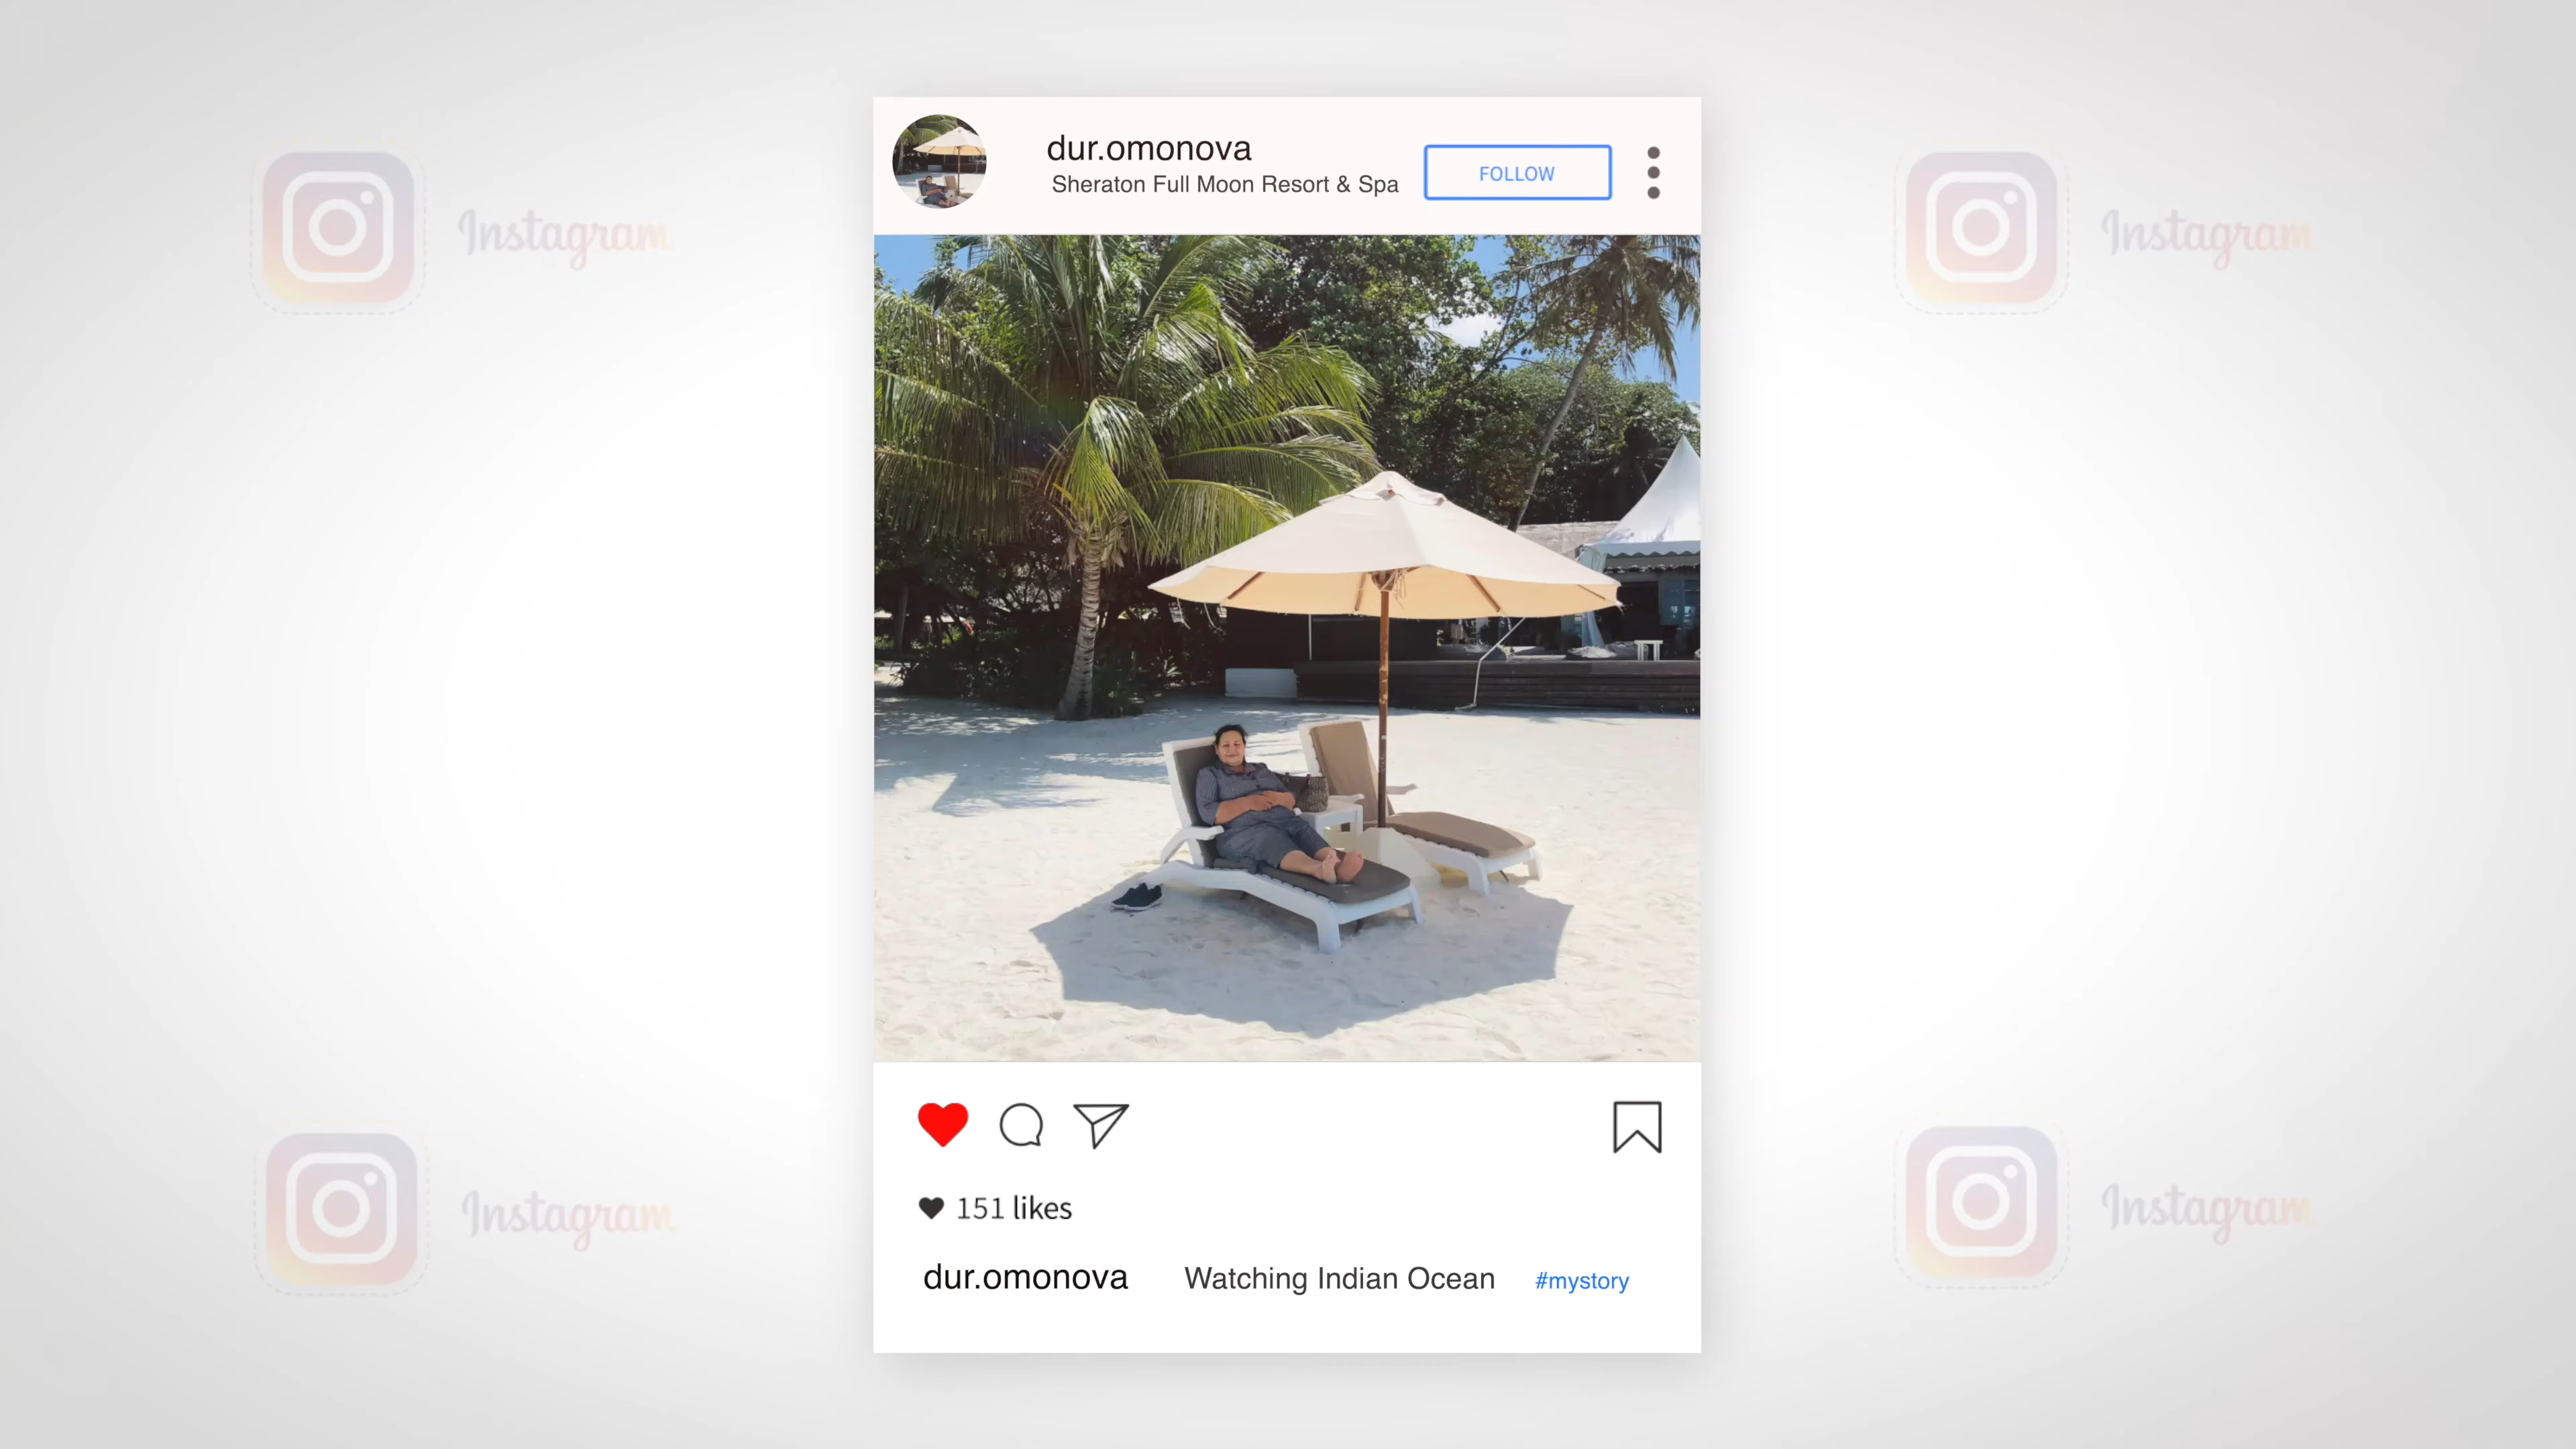 dur.omonova
Sheraton Full Moon Resort & Spa
FOLLOW
Instagram
Instagram
151 likes
dur.omonova Watching Indian Ocean #mystory
Instagram
Instagram